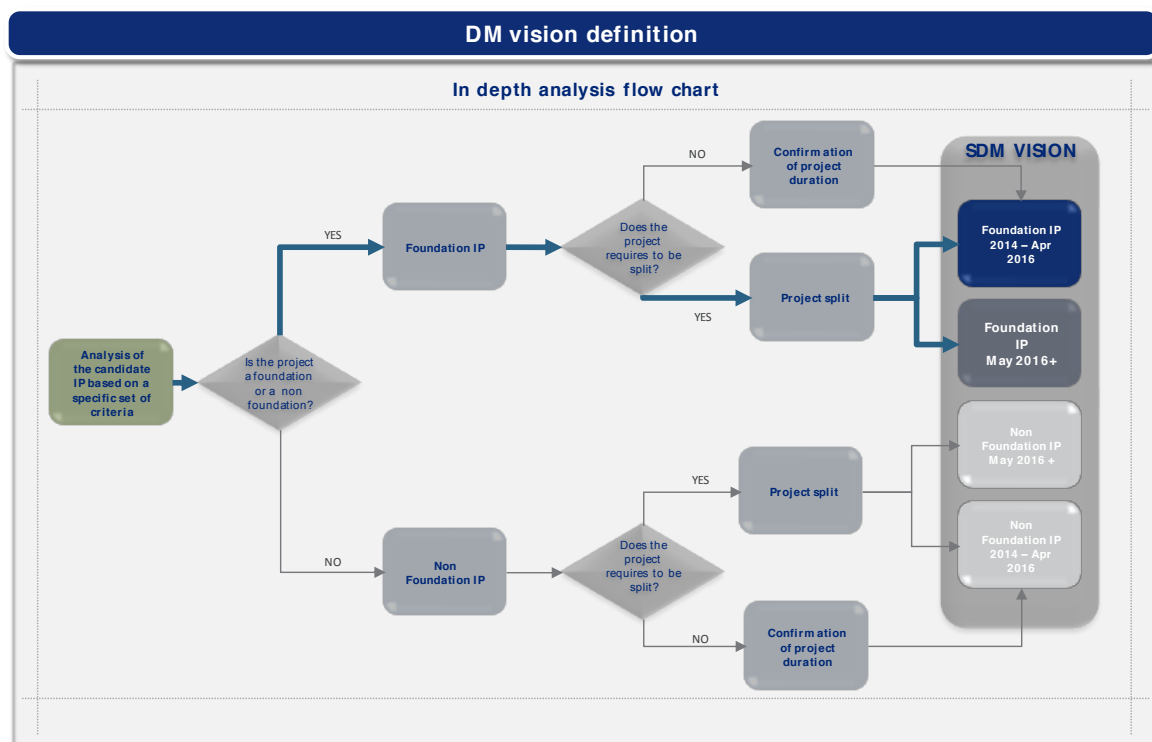 DM vision definition
In depth analysis flow chart
NO
Confirmation
of project
duration
SDM VISION
YES
Foundation IP
Does the
project
requires to be
split?
Foundation IP
2014 – Apr
2016
YES
Project split
Foundation
IP
May 2016+
Analysis of
the candidate
IP based on a
specific set of
criteria
Is the project
a foundation
or a non
foundation?
Non
Foundation IP
May 2016 +
YES
Project split
NO
Non
Foundation IP
Does the
project
requires to be
split?
Non
Foundation IP
2014 – Apr
2016
NO
Confirmation
of project
duration